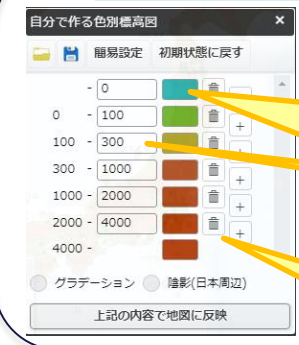 自分で作る色別標高図 ×
簡易設定 初期状態に戻す
- 0
0 - 100
+
100 - 300
+
300 - 1000
+
1000 - 2000
+
2000 - 4000
+
4000 -
グラデーション 陰影(日本周辺)
上記の内容で地図に反映